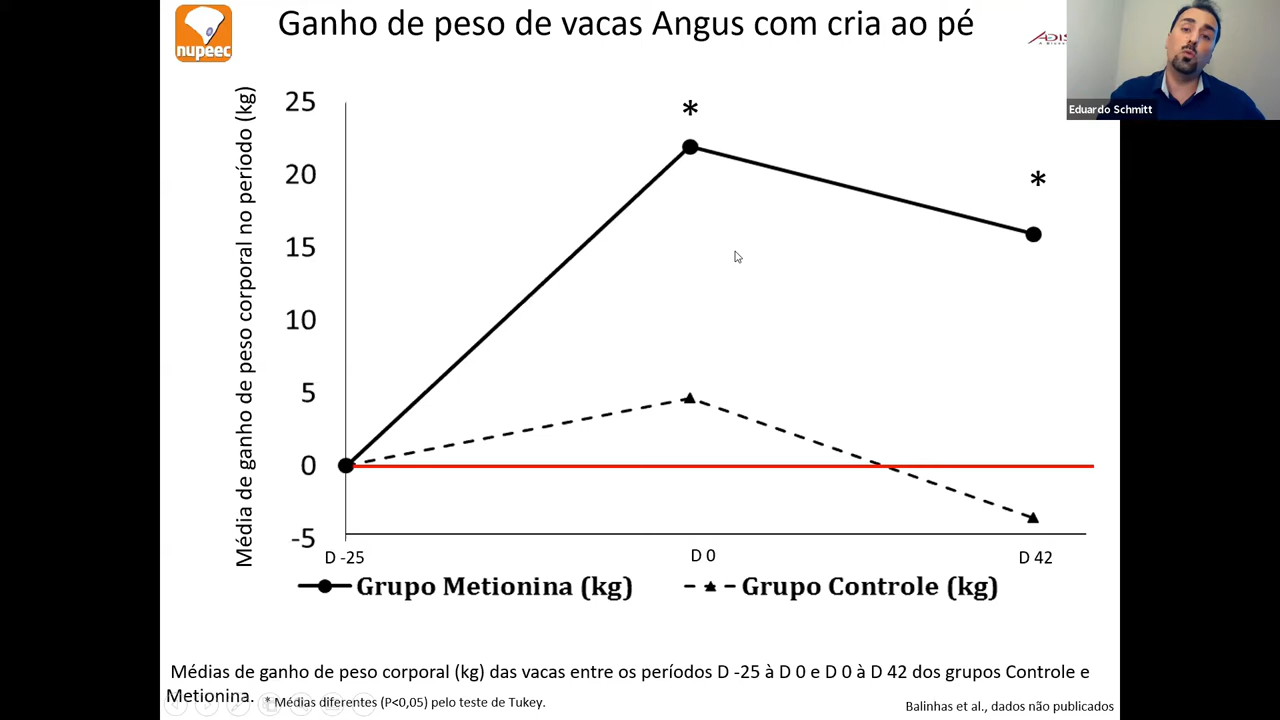 Ganho de peso de vacas Angus com cria ao pé
nupeec
Eduardo Schmitt
Média de ganho de peso corporal no período (kg)
25
20
15
10
5
0
-5
*
*
D -25
D 0
D 42
Grupo Metionina (kg)
Grupo Controle (kg)
Médias de ganho de peso corporal (kg) das vacas entre os períodos D -25 à D 0 e D 0 à D 42 dos grupos Controle e
Metionina.
* Médias diferentes (P<0,05) pelo teste de Tukey.
Balinhas et al., dados não publicados